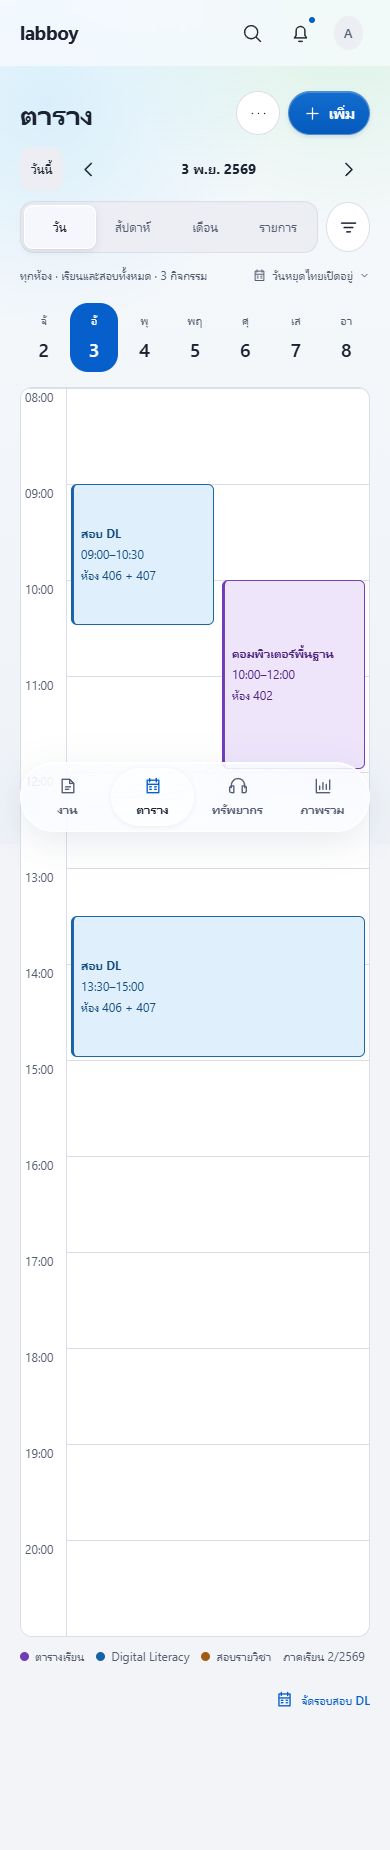 labboy
A
ตาราง
เพิ่ม
วันนี้
3 พ.ย. 2569
วัน
สัปดาห์
เดือน
รายการ
ทุกห้อง · เรียนและสอบทั้งหมด · 3 กิจกรรม
วันหยุดไทยเปิดอยู่
จ อ พ พฤ ศ ส อา
2 3 4 5 6 7 8
08:00
09:00
สอบ DL
09:00–10:30
ห้อง 406 + 407
10:00
คอมพิวเตอร์พื้นฐาน
10:00–12:00
ห้อง 402
11:00
12:00
งาน
ตาราง
ทรัพยากร
ภาพรวม
13:00
สอบ DL
13:30–15:00
ห้อง 406 + 407
14:00
15:00
16:00
17:00
18:00
19:00
20:00
ตารางเรียน
Digital Literacy
สอบรายวิชา
ภาคเรียน 2/2569
จัดรอบสอบ DL